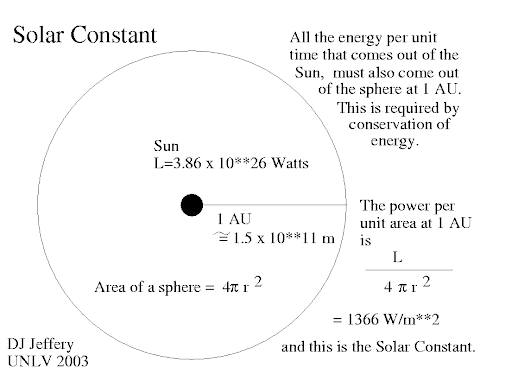 Solar Constant
All the energy per unit
time that comes out of the
Sun, must also come out
of the sphere at 1 AU.
This is required by
conservation of
energy.
Sun
L=3.86 x 10**26 Watts
1 AU
≅ 1.5 x 10**11 m
The power per
unit area at 1 AU
is
L
4 π r 2
Area of a sphere = 4π r 2
= 1366 W/m**2
and this is the Solar Constant.
DJ Jeffery
UNLV 2003